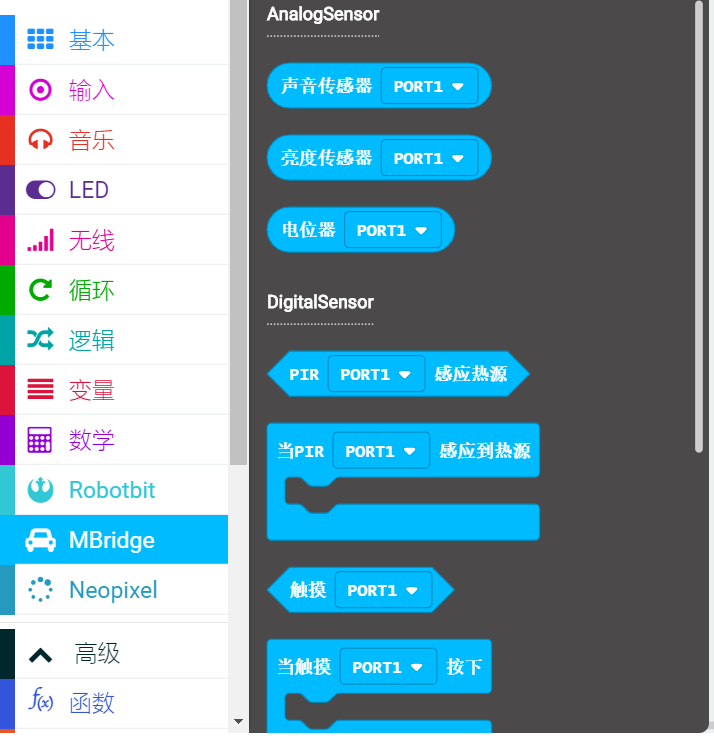 基本
输入
音乐
LED
无线
循环
逻辑
变量
数学
Robotbit
MBridge
Neopixel
高级
f(x) 函数
AnalogSensor
声音传感器 PORT1
亮度传感器 PORT1
电位器 PORT1
DigitalSensor
PIR PORT1 感应热源
当PIR PORT1 感应到热源
触摸 PORT1
当触摸 PORT1 按下